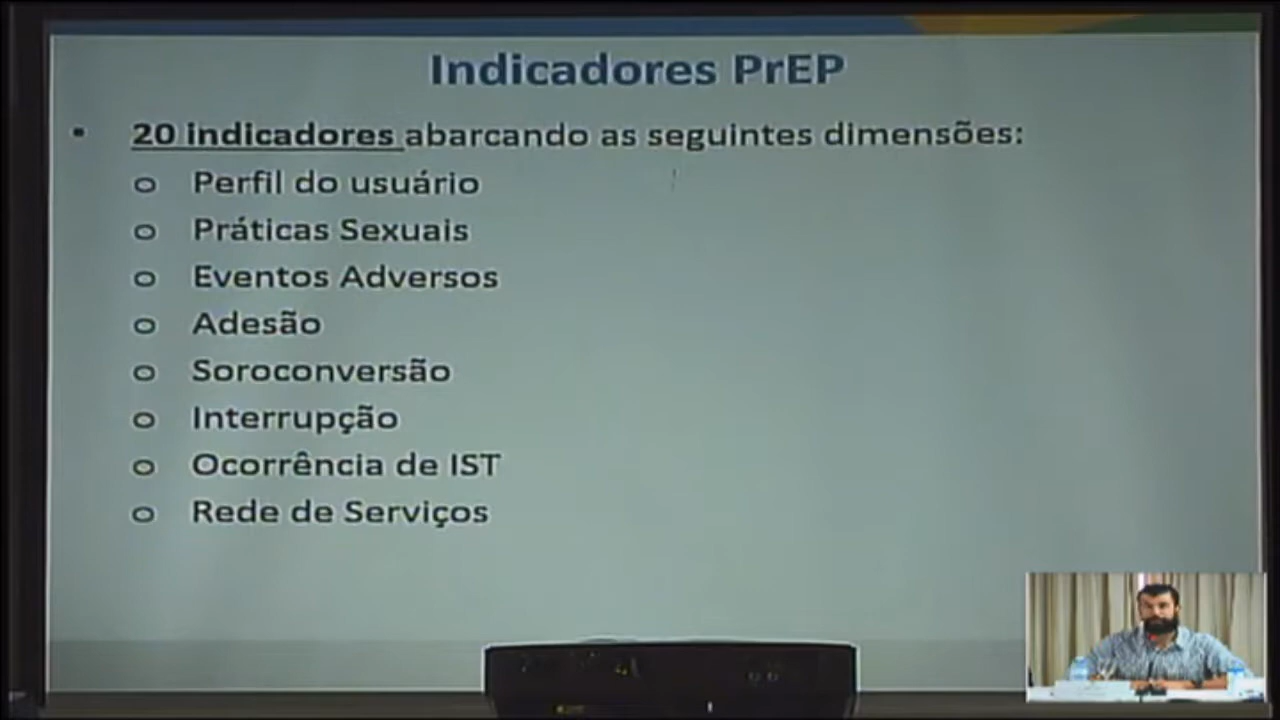 Indicadores PrEP
• 20 indicadores abarcando as seguintes dimensões:
o Perfil do usuário
o Práticas Sexuais
o Eventos Adversos
o Adesão
o Soroconversão
o Interrupção
o Ocorrência de IST
o Rede de Serviços